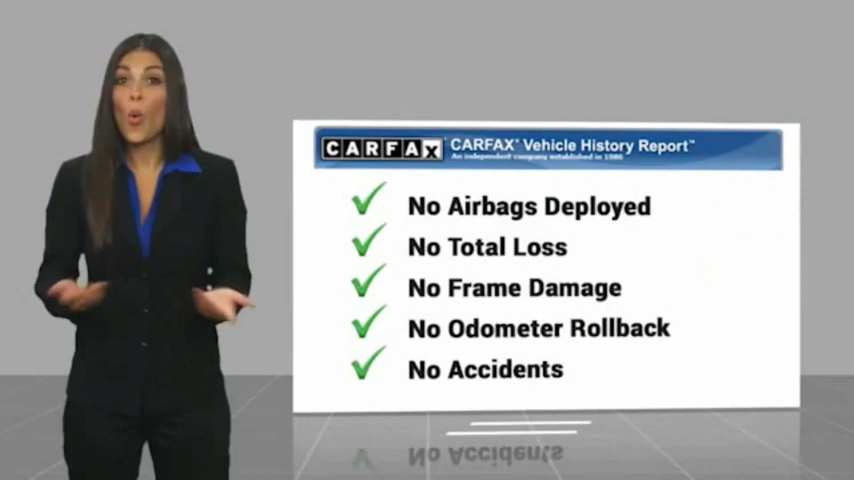 CARFAX CARFAX® Vehicle History Report™
An independent company established in 1986
No Airbags Deployed
No Total Loss
No Frame Damage
No Odometer Rollback
No Accidents
No Accidents